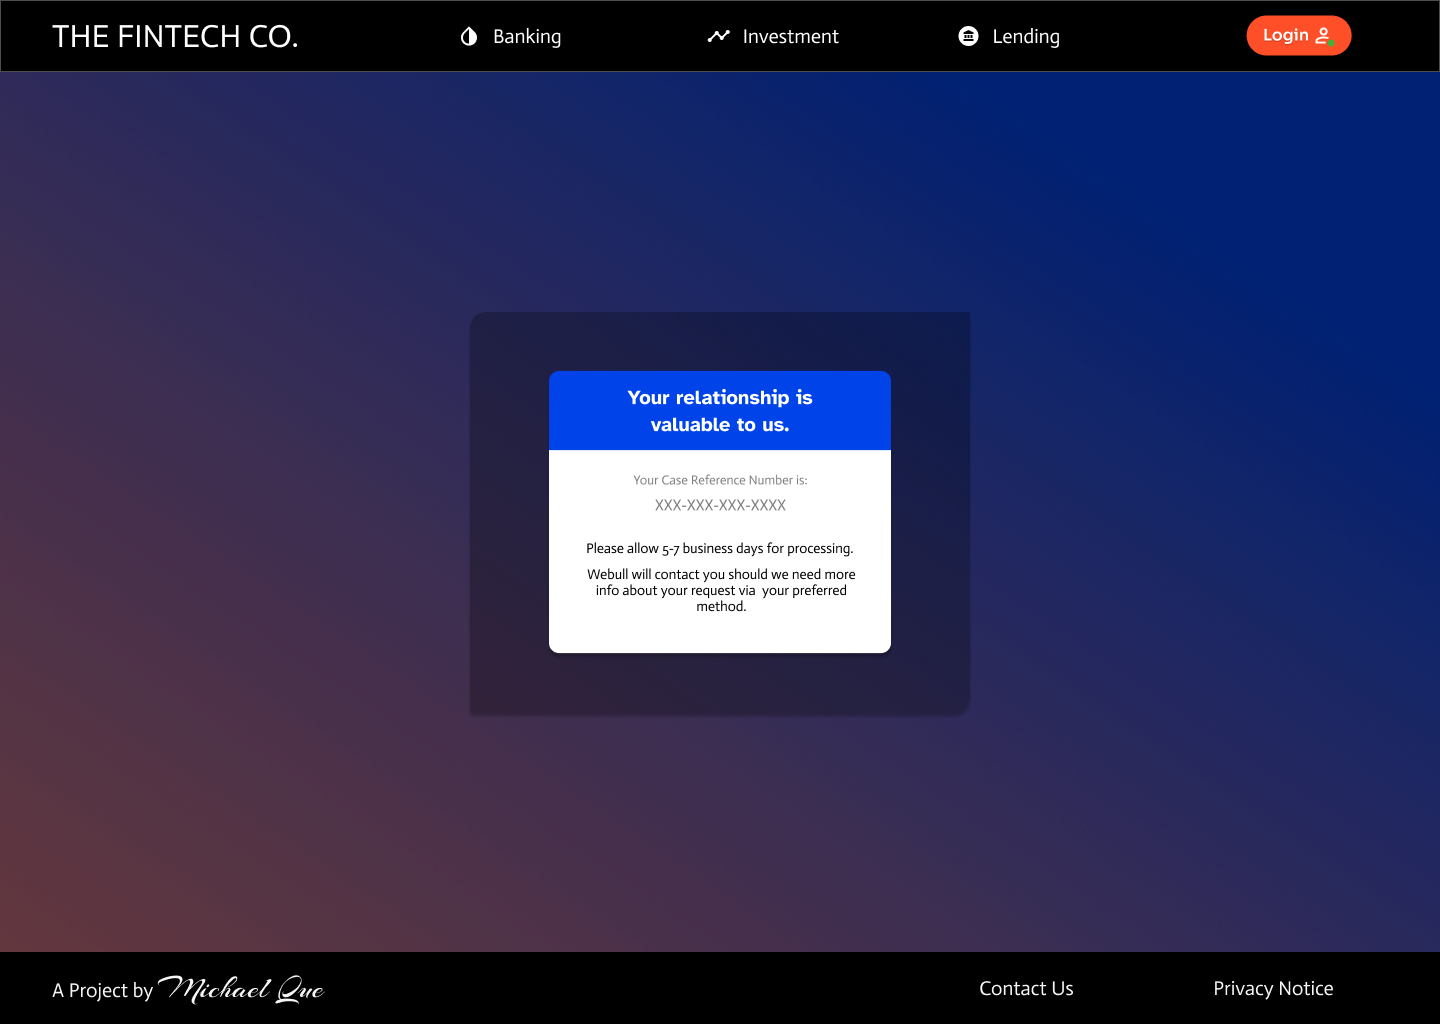 THE FINTECH CO.
Banking
Investment
Lending
Login
Your relationship is
valuable to us.
Your Case Reference Number is:
XXX-XXX-XXX-XXXX
Please allow 5-7 business days for processing.
Webull will contact you should we need more
info about your request via  your preferred
method.
A Project by Michael Que
Contact Us
Privacy Notice